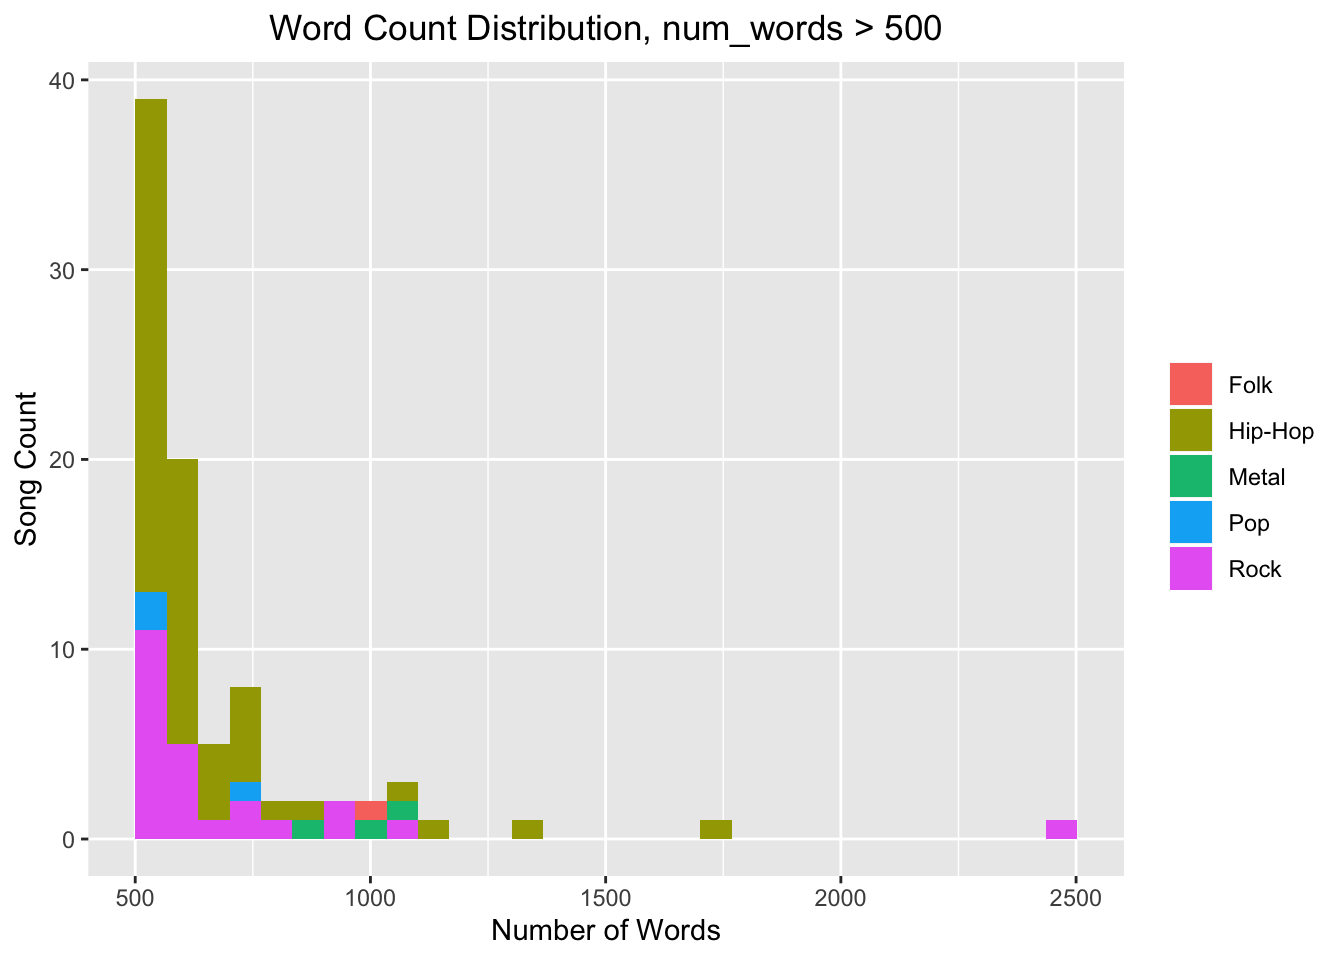 Word Count Distribution, num_words > 500
40
30
20
10
0
Song Count
500 1000 1500 2000 2500
Number of Words
Folk
Hip-Hop
Metal
Pop
Rock